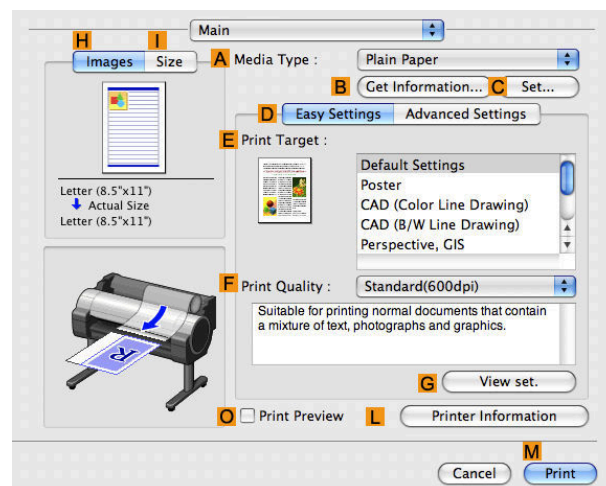 Main
H
I
Images Size
A Media Type : Plain Paper
B Get Information... C Set...
D Easy Settings Advanced Settings
E Print Target :
Default Settings
Poster
CAD (Color Line Drawing)
CAD (B/W Line Drawing)
Perspective, GIS
Letter (8.5"x11")
Actual Size
Letter (8.5"x11")
F Print Quality : Standard(600dpi)
Suitable for printing normal documents that contain
a mixture of text, photographs and graphics.
R
G View set.
O Print Preview L Printer Information
M
Cancel Print